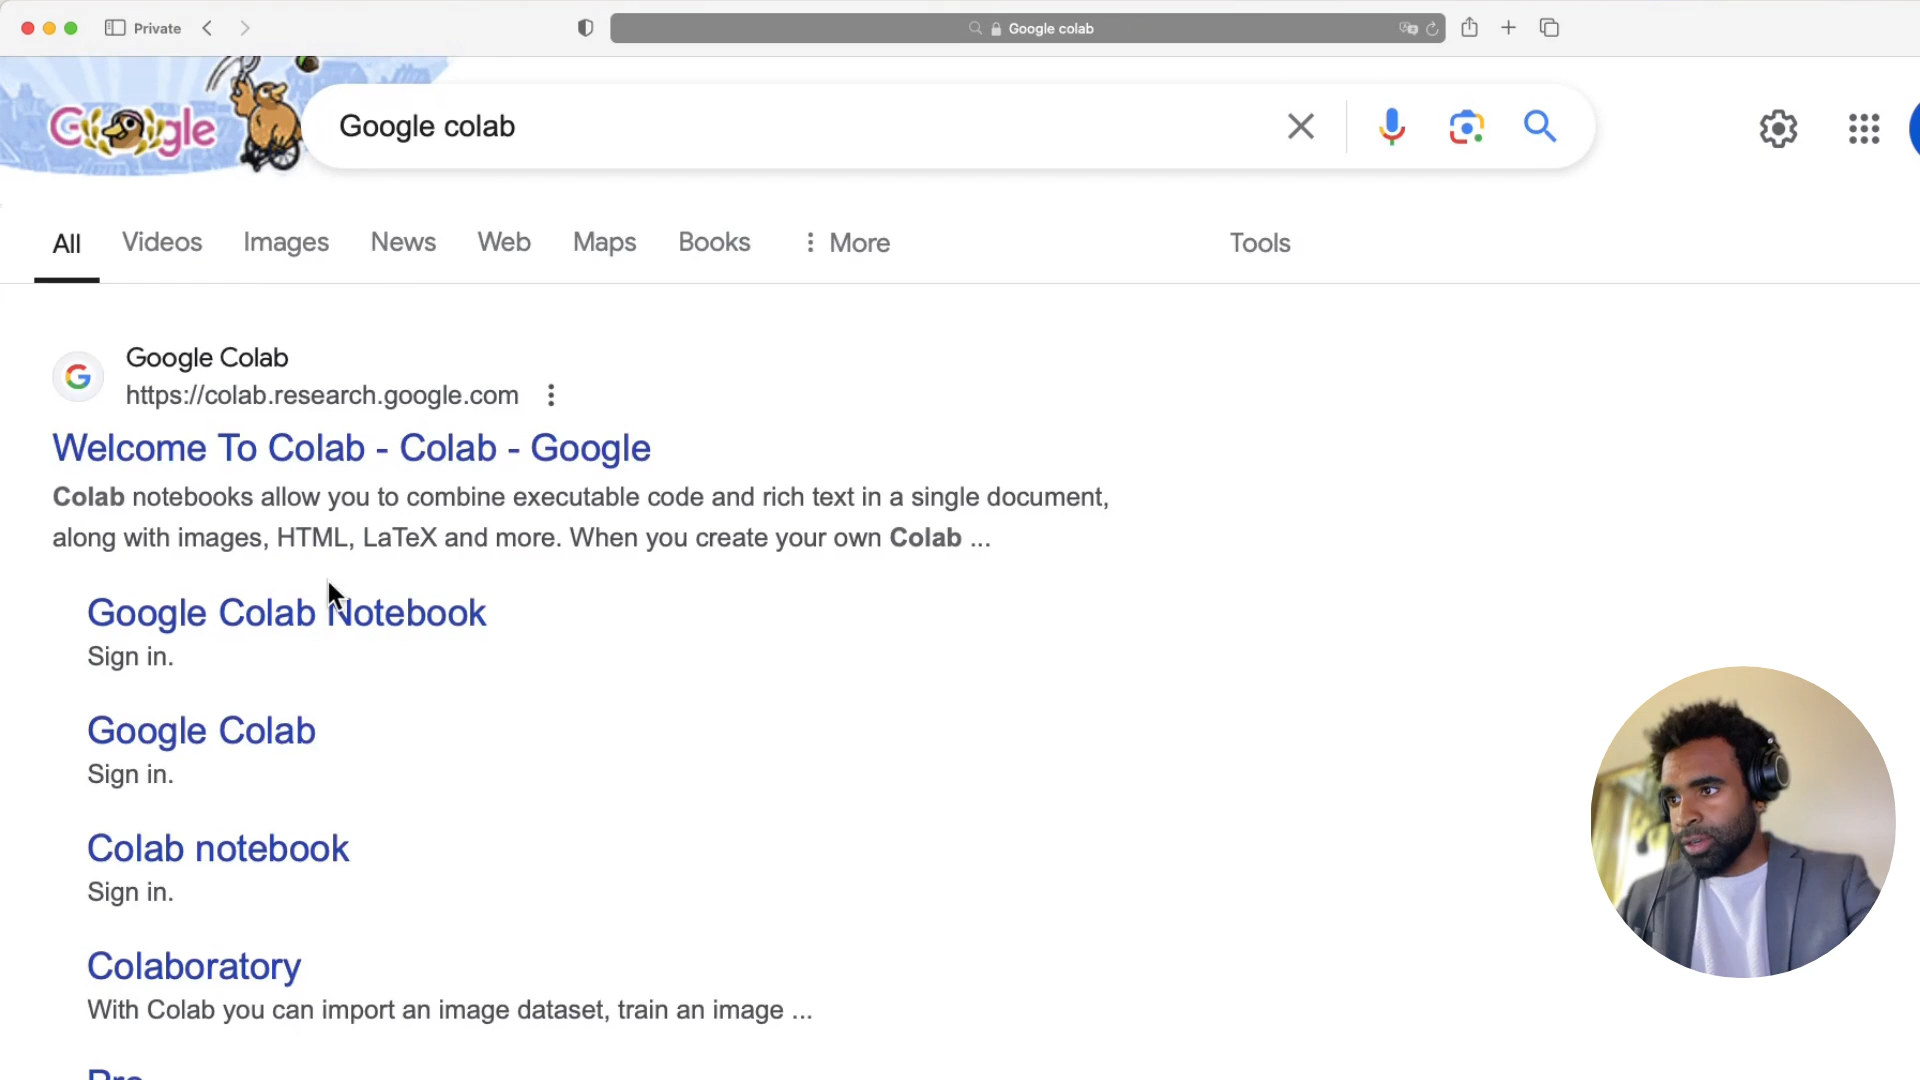 Private
Google colab
Google
Google colab
All
Videos
Images
News
Web
Maps
Books
More
Tools
Google Colab
https://colab.research.google.com
Welcome To Colab - Colab - Google
Colab notebooks allow you to combine executable code and rich text in a single document,
along with images, HTML, LaTeX and more. When you create your own Colab ...
Google Colab Notebook
Sign in.
Google Colab
Sign in.
Colab notebook
Sign in.
Colaboratory
With Colab you can import an image dataset, train an image ...